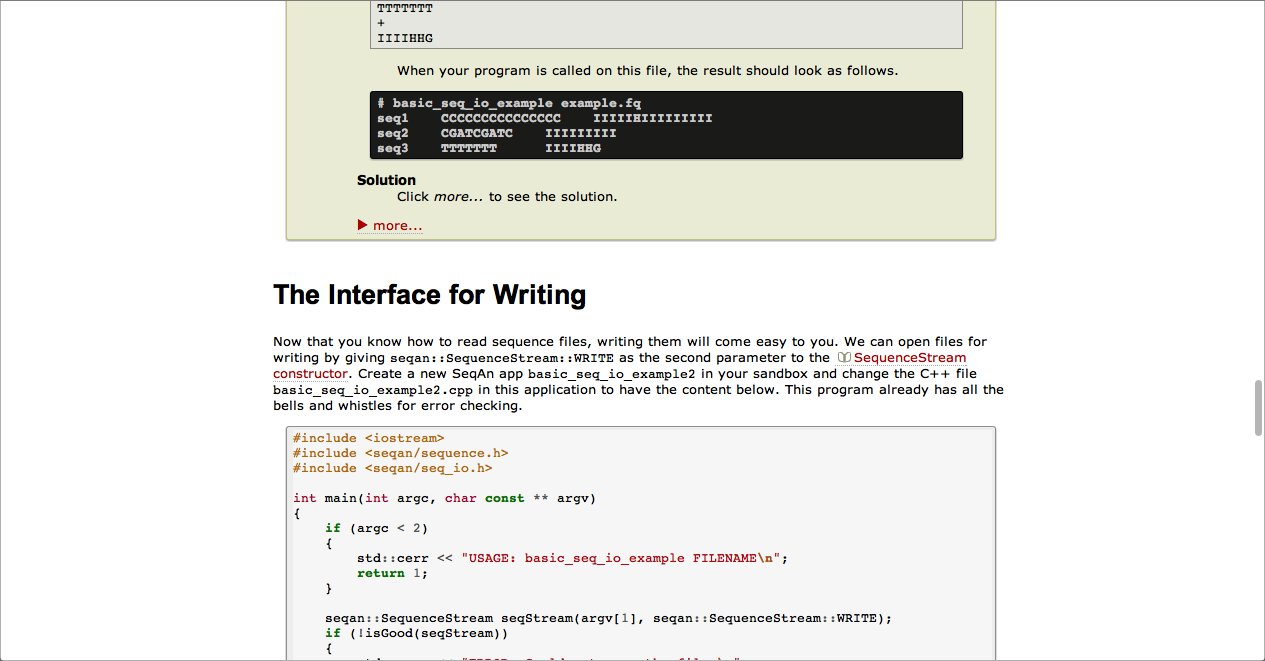 TTTTTTT
+
IIIIHHG
When your program is called on this file, the result should look as follows.
# basic_seq_io_example example.fq
seq1    CCCCCCCCCCCCCCC    IIIIIHIIIIIIIII
seq2    CGATCGATC    IIIIIIIII
seq3    TTTTTTT      IIIIHHG
Solution
Click more... to see the solution.
more...
The Interface for Writing
Now that you know how to read sequence files, writing them will come easy to you. We can open files for
writing by giving seqan::SequenceStream::WRITE as the second parameter to the SequenceStream
constructor. Create a new SeqAn app basic_seq_io_example2 in your sandbox and change the C++ file
basic_seq_io_example2.cpp in this application to have the content below. This program already has all the
bells and whistles for error checking.
#include <iostream>
#include <seqan/sequence.h>
#include <seqan/seq_io.h>
int main(int argc, char const ** argv)
{
    if (argc < 2)
    {
        std::cerr << "USAGE: basic_seq_io_example FILENAME\n";
        return 1;
    }
    seqan::SequenceStream seqStream(argv[1], seqan::SequenceStream::WRITE);
    if (!isGood(seqStream))
    {